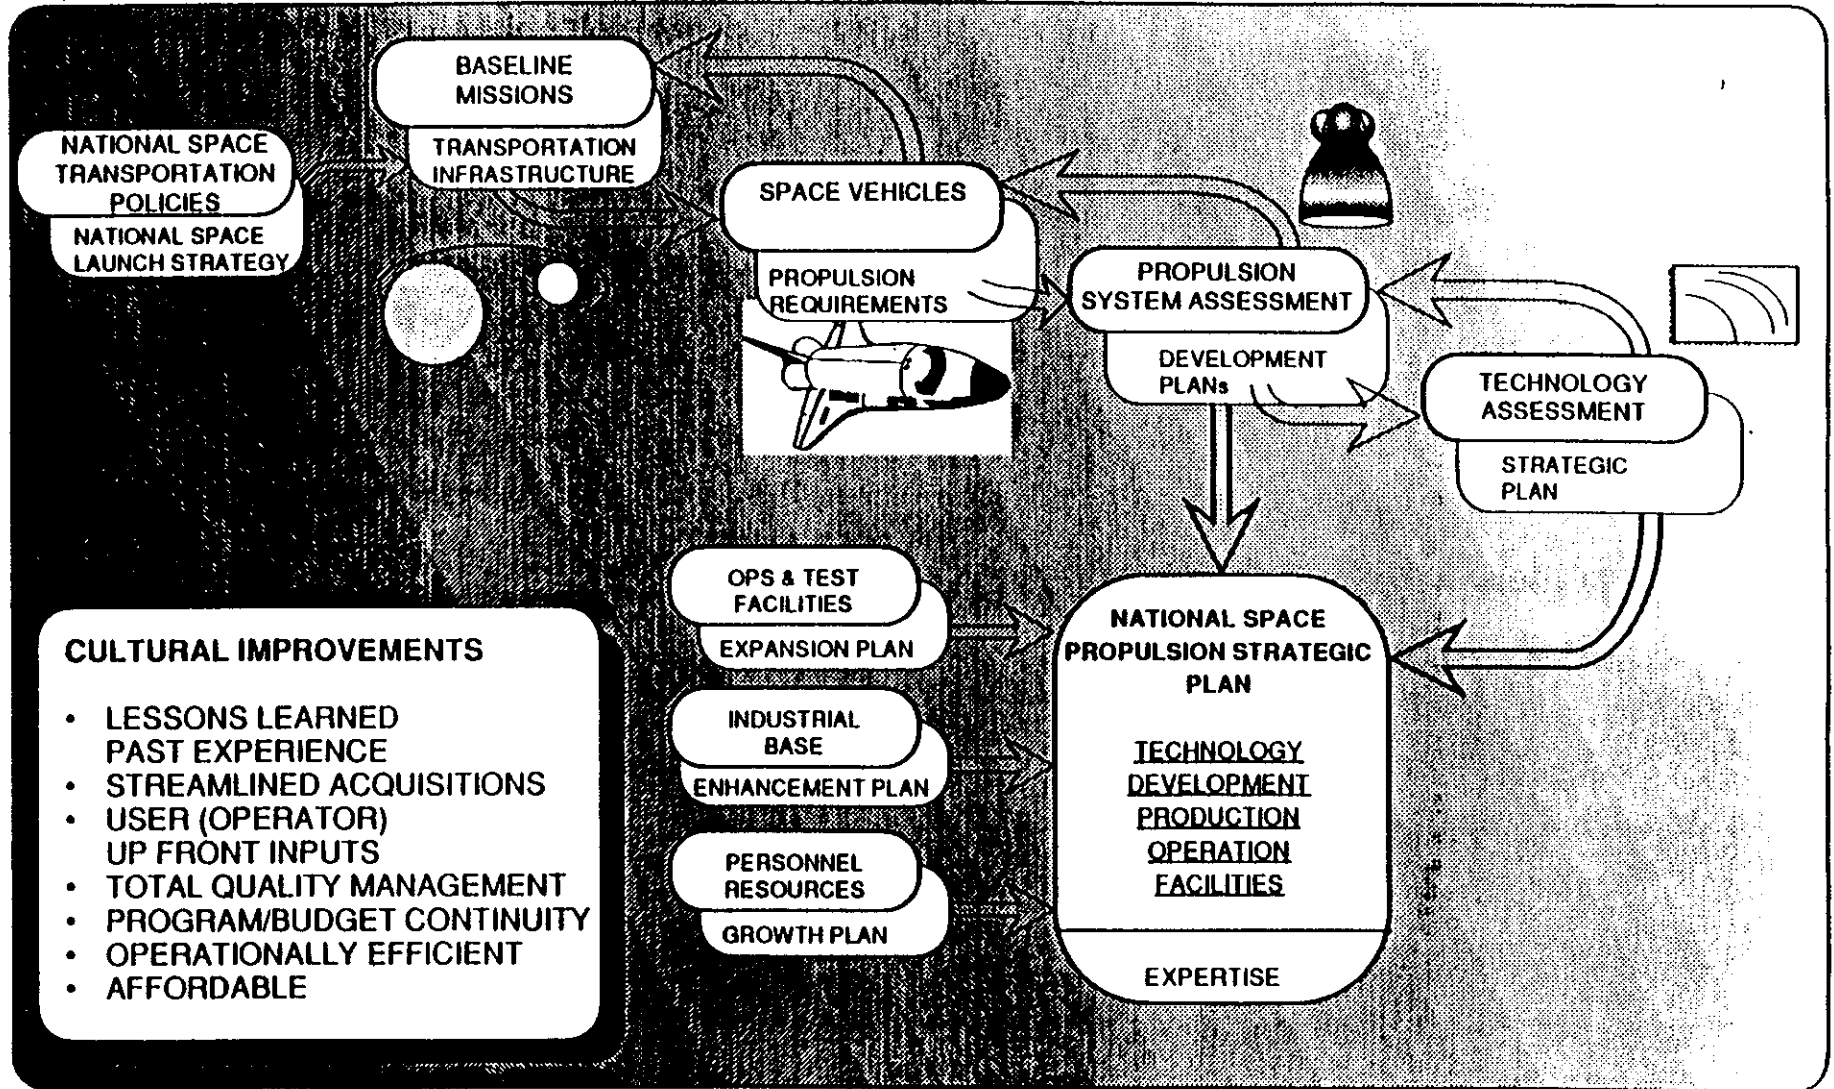 BASELINE
MISSIONS
TRANSPORTATION
INFRASTRUCTURE
NATIONAL SPACE
TRANSPORTATION
POLICIES
NATIONAL SPACE
LAUNCH STRATEGY
SPACE VEHICLES
PROPULSION
REQUIREMENTS
PROPULSION
SYSTEM ASSESSMENT
DEVELOPMENT
PLANs
TECHNOLOGY
ASSESSMENT
STRATEGIC
PLAN
OPS & TEST
FACILITIES
EXPANSION PLAN
INDUSTRIAL
BASE
ENHANCEMENT PLAN
PERSONNEL
RESOURCES
GROWTH PLAN
NATIONAL SPACE
PROPULSION STRATEGIC
PLAN
TECHNOLOGY
DEVELOPMENT
PRODUCTION
OPERATION
FACILITIES
EXPERTISE
CULTURAL IMPROVEMENTS
• LESSONS LEARNED
PAST EXPERIENCE
• STREAMLINED ACQUISITIONS
• USER (OPERATOR)
UP FRONT INPUTS
• TOTAL QUALITY MANAGEMENT
• PROGRAM/BUDGET CONTINUITY
• OPERATIONALLY EFFICIENT
• AFFORDABLE